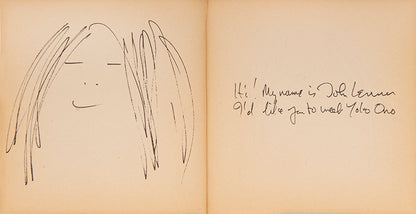 Hi! My name is John Lennon
I'd like you to meet Yoko Ono